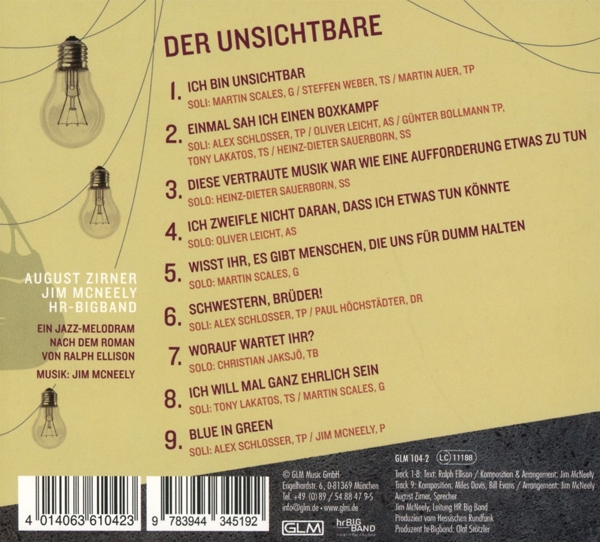 DER UNSICHTBARE
1. ICH BIN UNSICHTBAR
SOLI: MARTIN SCALES, G / STEFFEN WEBER, TS / MARTIN AUER, TP
2. EINMAL SAH ICH EINEN BOXKAMPF
SOLI: ALEX SCHLOSSER, TP / OLIVER LEICHT, AS / GÜNTER BOLLMANN TP,
TONY LAKATOS, TS / HEINZ-DIETER SAUERBORN, SS
3. DIESE VERTRAUTE MUSIK WAR WIE EINE AUFFORDERUNG ETWAS ZU TUN
SOLO: HEINZ-DIETER SAUERBORN, SS
4. ICH ZWEIFLE NICHT DARAN, DASS ICH ETWAS TUN KÖNNTE
SOLO: OLIVER LEICHT, AS
5. WISST IHR, ES GIBT MENSCHEN, DIE UNS FÜR DUMM HALTEN
SOLO: MARTIN SCALES, G
6. SCHWESTERN, BRÜDER!
SOLI: ALEX SCHLOSSER, TP / PAUL HÖCHSTÄDTER, DR
7. WORAUF WARTET IHR?
SOLO: CHRISTIAN JAKSJØ, TB
8. ICH WILL MAL GANZ EHRLICH SEIN
SOLI: TONY LAKATOS, TS / MARTIN SCALES, G
9. BLUE IN GREEN
SOLI: ALEX SCHLOSSER, TP / JIM MCNEELY, P
AUGUST ZIRNER
JIM MCNEELY
HR-BIGBAND
EIN JAZZ-MELODRAM
NACH DEM ROMAN
VON RALPH ELLISON
MUSIK: JIM MCNEELY
4 014063 610423
9 783944 345192
© GLM Music GmbH
Engelhardstr. 6, D-81369 München
Tel. +49 (0) 89 / 54 88 47 9-5
info@glm.de • www.glm.de
GLM
hr BIG
BAND
GLM 104-2 LC 11188
Track 1-8: Text: Ralph Ellison / Komposition & Arrangement: Jim McNeely
Track 9: Komposition. Miles Davis, Bill Evans / Arrangement: Jim McNeely
August Zirner, Sprecher
Jim McNeely, Leitung HR Big Band
Produziert vom Hessischen Rundfunk
Produzent hr-Bigband: Olaf Stötzler